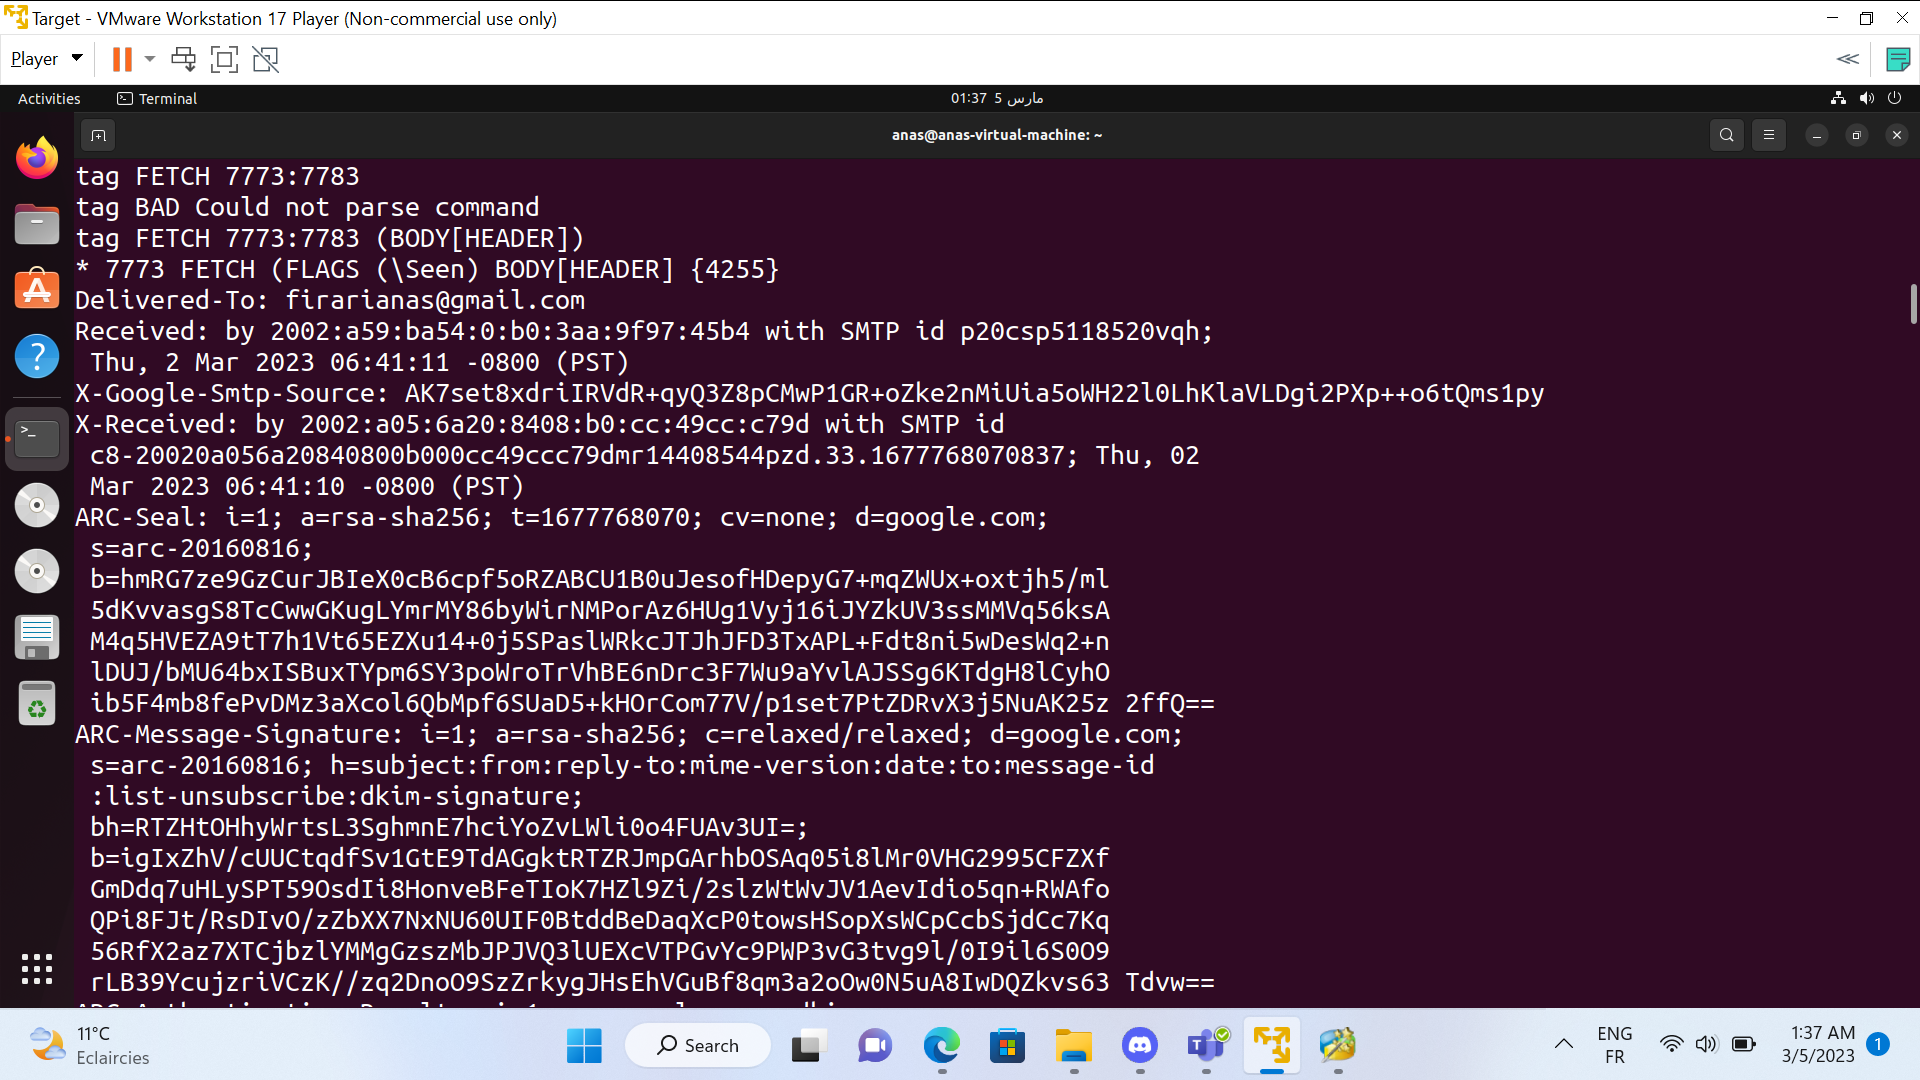 Target - VMware Workstation 17 Player (Non-commercial use only)
Player
Activities
Terminal
01:37 5 مارس
anas@anas-virtual-machine: ~
tag FETCH 7773:7783
tag BAD Could not parse command
tag FETCH 7773:7783 (BODY[HEADER])
* 7773 FETCH (FLAGS (\Seen) BODY[HEADER] {4255}
Delivered-To: firarianas@gmail.com
Received: by 2002:a59:ba54:0:b0:3aa:9f97:45b4 with SMTP id p20csp5118520vqh;
Thu, 2 Mar 2023 06:41:11 -0800 (PST)
X-Google-Smtp-Source: AK7set8xdriIRVdR+qyQ3Z8pCMwP1GR+oZke2nMiUia5oWH22l0LhKlaVLDgi2PXp++o6tQms1py
X-Received: by 2002:a05:6a20:8408:b0:cc:49cc:c79d with SMTP id
c8-20020a056a20840800b000cc49ccc79dmr14408544pzd.33.1677768070837; Thu, 02
Mar 2023 06:41:10 -0800 (PST)
ARC-Seal: i=1; a=rsa-sha256; t=1677768070; cv=none; d=google.com;
s=arc-20160816;
b=hmRG7ze9GzCurJBIeX0cB6cpf5oRZABCU1B0uJesofHDepyG7+mqZWUx+oxtjh5/ml
5dKvvasgS8TcCwwGKugLYmrMY86byWirNMPorAz6HUg1Vyj16iJYZkUV3ssMMVq56ksA
M4q5HVEZA9tT7h1Vt65EZXu14+0j5SPaslWRkcJTJhJFD3TxAPL+Fdt8ni5wDesWq2+n
lDUJ/bMU64bxISBuxTYpm6SY3poWroTrVhBE6nDrc3F7Wu9aYvlAJSSg6KTdgH8lCyhO
ib5F4mb8fePvDMz3aXcol6QbMpf6SUaD5+kHOrCom77V/p1set7PtZDRvX3j5NuAK25z 2ffQ==
ARC-Message-Signature: i=1; a=rsa-sha256; c=relaxed/relaxed; d=google.com;
s=arc-20160816; h=subject:from:reply-to:mime-version:date:to:message-id
:list-unsubscribe:dkim-signature;
bh=RTZHtOHhyWrtsL3SghmnE7hciYoZvLWli0o4FUAv3UI=;
b=igIxZhV/cUUCtqdfSv1GtE9TdAGgktRTZRJmpGArhbOSAq05i8lMr0VHG2995CFZXf
GmDdq7uHLySPT59OsdIi8HonveBFeTIoK7HZl9Zi/2slzWtWvJV1AevIdio5qn+RWAfo
QPi8FJt/RsDIvO/zZbXX7NxNU60UIF0BtddBeDaqXcP0towsHSopXsWCpCcbSjdCc7Kq
56RfX2az7XTCjbzlYMMgGzszMbJPJVQ3lUEXcVTPGvYc9PWP3vG3tvg9l/0I9il6S0O9
rLB39YcujzriVCzK//zq2DnoO9SzZrkygJHsEhVGuBf8qm3a2oOw0N5uA8IwDQZkvs63 Tdvw==
11°C
Eclaircies
Search
ENG
FR
1:37 AM
3/5/2023
1